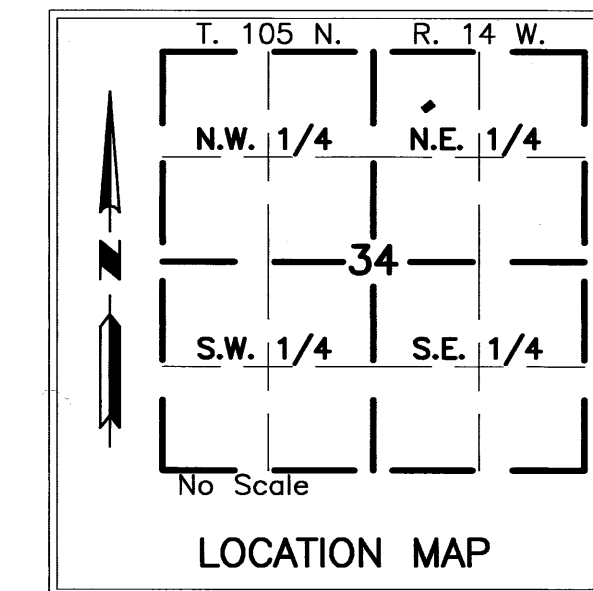 T. 105 N. R. 14 W.
N.W. 1/4 N.E. 1/4
N
34
S.W. 1/4 S.E. 1/4
No Scale
LOCATION MAP